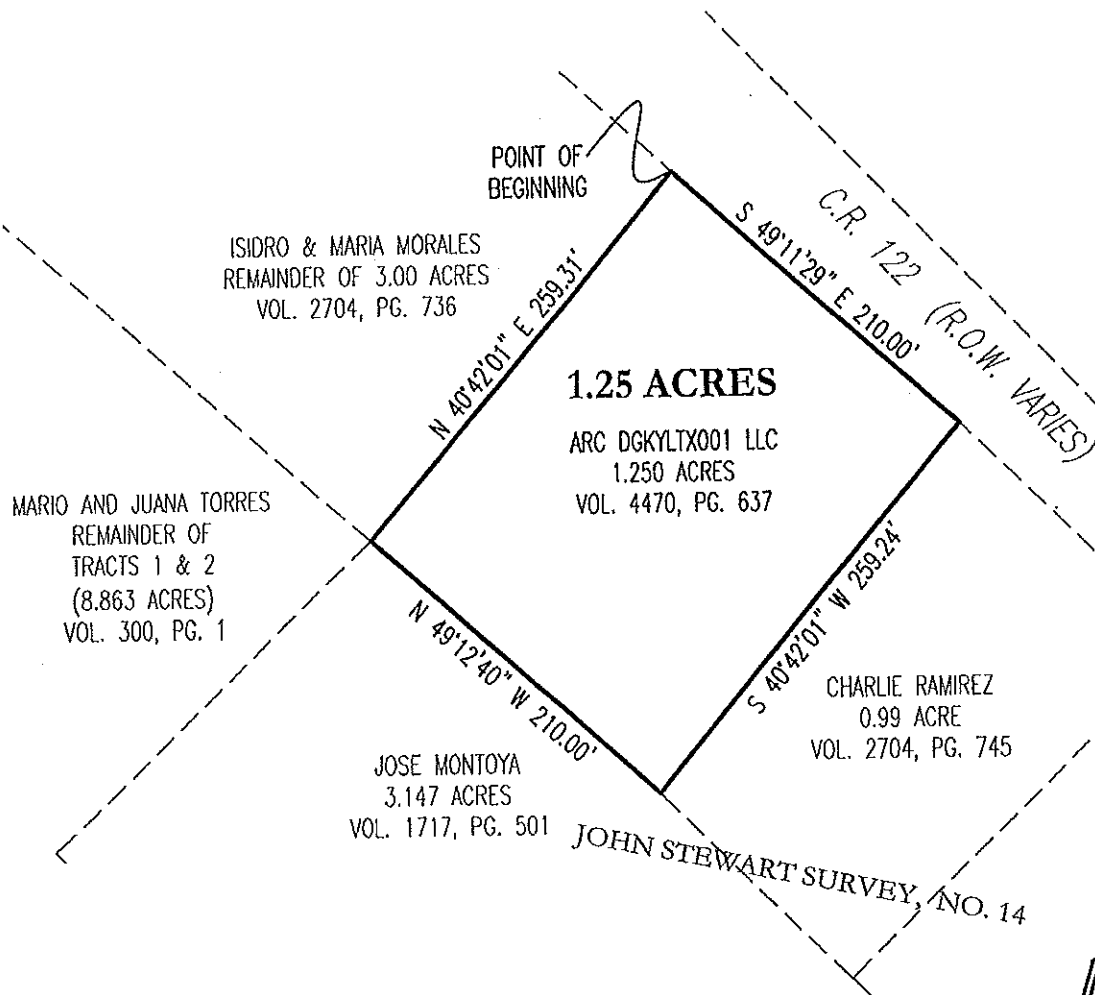 POINT OF
BEGINNING
C.R. 122 (R.O.W. VARIES)
S 49°11'29" E 210.00'
ISIDRO & MARIA MORALES
REMAINDER OF 3.00 ACRES
VOL. 2704, PG. 736
N 40°42'01" E 259.31'
1.25 ACRES
ARC DGKYLTX001 LLC
1.250 ACRES
VOL. 4470, PG. 637
MARIO AND JUANA TORRES
REMAINDER OF
TRACTS 1 & 2
(8.863 ACRES)
VOL. 300, PG. 1
S 40°42'01" W 259.24'
N 49°12'40" W 210.00'
CHARLIE RAMIREZ
0.99 ACRE
VOL. 2704, PG. 745
JOSE MONTOYA
3.147 ACRES
VOL. 1717, PG. 501
JOHN STEWART SURVEY, NO. 14